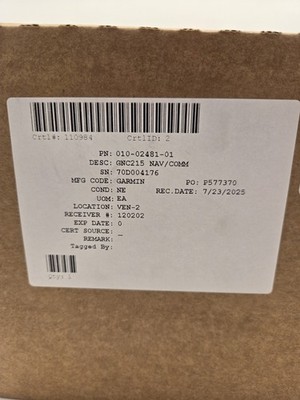 Crtl#: 110984 CrtlID: 2
PN: 010-02481-01
DESC: GNC215 NAV/COMM
SN: 70D004176
MFG CODE: GARMIN PO: P577370
COND: NE REC.DATE: 7/23/2025
UOM: EA
LOCATION: VEN-2
RECEIVER #: 120202
EXP DATE: 0
CERT SOURCE: _
REMARK:
Tagged By: